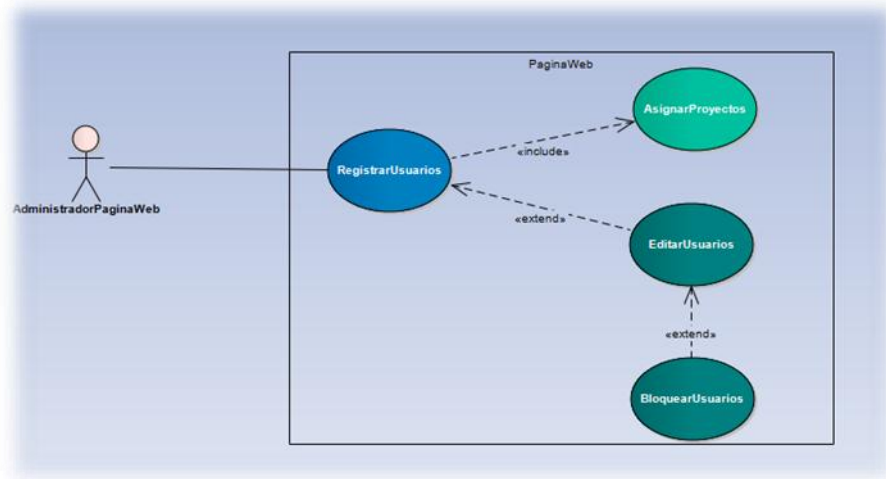 PaginaWeb
AsignarProyectos
«include»
RegistrarUsuarios
AdministradorPaginaWeb
«extend»
EditarUsuarios
«extend»
BloquearUsuarios